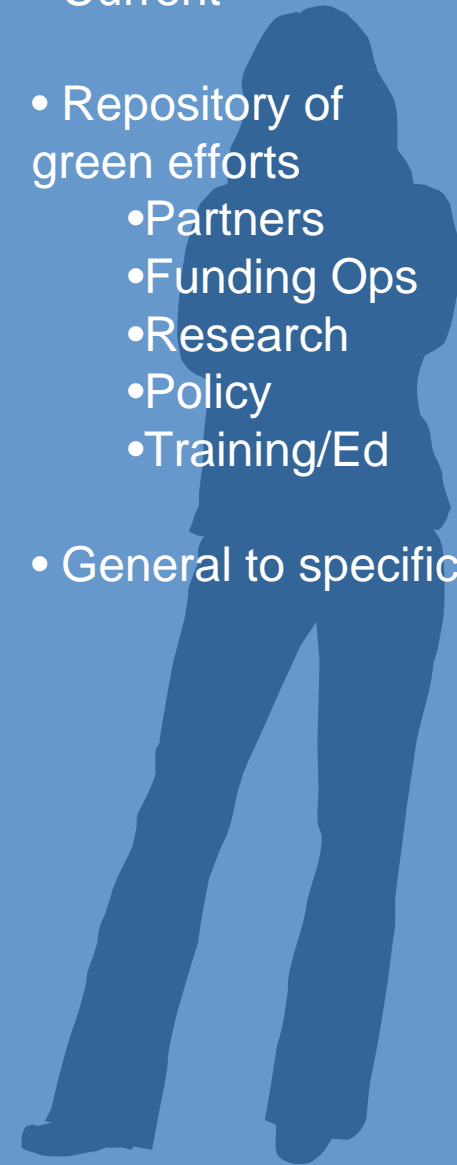 Current
• Repository of
green efforts
•Partners
•Funding Ops
•Research
•Policy
•Training/Ed
• General to specific